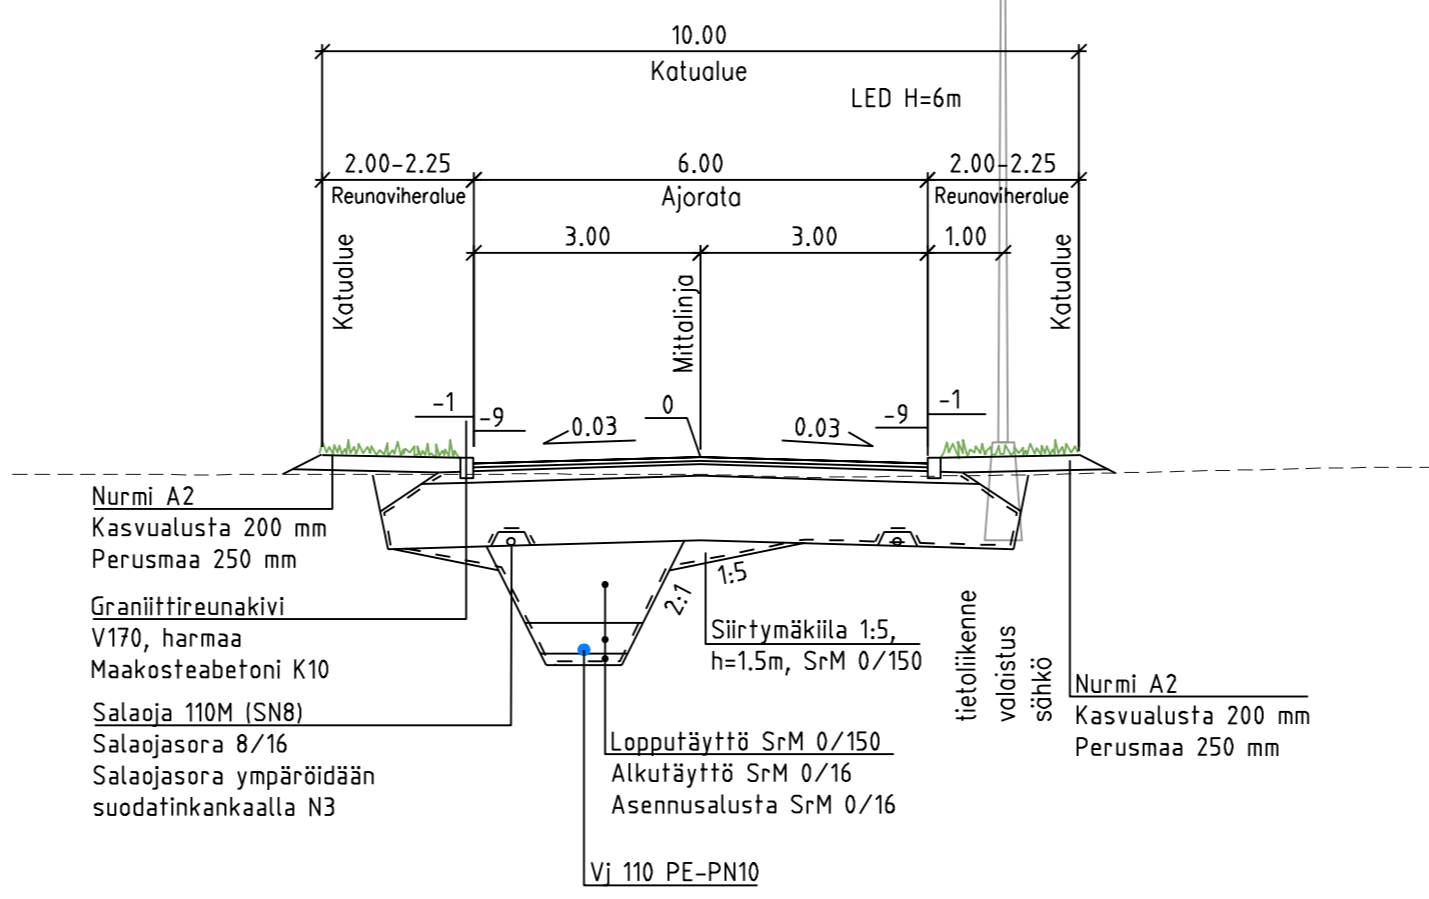 10.00
Katualue
LED H=6m
2.00-2.25
6.00
2.00-2.25
Reunaviheralue
Ajorata
Reunaviheralue
3.00
3.00
1.00
Katualue
Mittalinja
Katualue
-1
-9
0.03
0
0.03
-9
-1
Nurmi A2
Kasvualusta 200 mm
Perusmaa 250 mm
Graniittireunakivi
V170, harmaa
Maakosteabetoni K10
Salaoja 110M (SN8)
Salaojasora 8/16
Salaojasora ympäröidään
suodatinkankaalla N3
2:1
1:5
Siirtymäkiila 1:5,
h=1.5m, SrM 0/150
Lopputäyttö SrM 0/150
Alkutäyttö SrM 0/16
Asennusalusta SrM 0/16
Vj 110 PE-PN10
tietoliikenne
valaistus
sähkö
Nurmi A2
Kasvualusta 200 mm
Perusmaa 250 mm